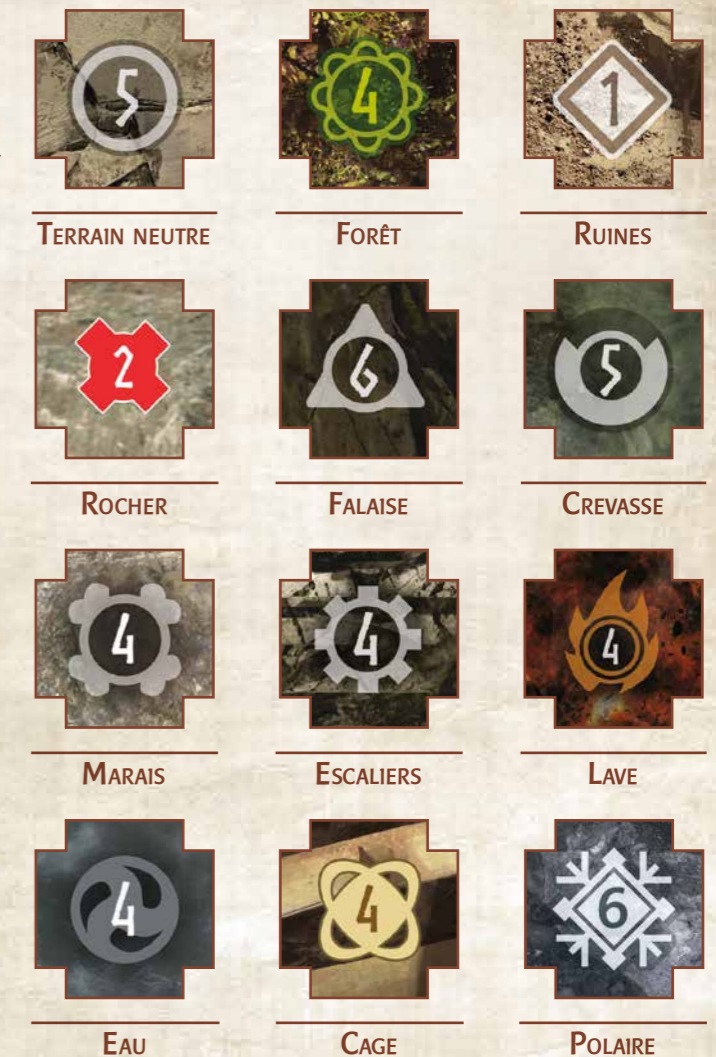 5 4 1
Terrain neutre Forêt Ruines
2 6 5
Rocher Falaise Crevasse
4 4 4
Marais Escaliers Lave
4 4 6
Eau Cage Polaire